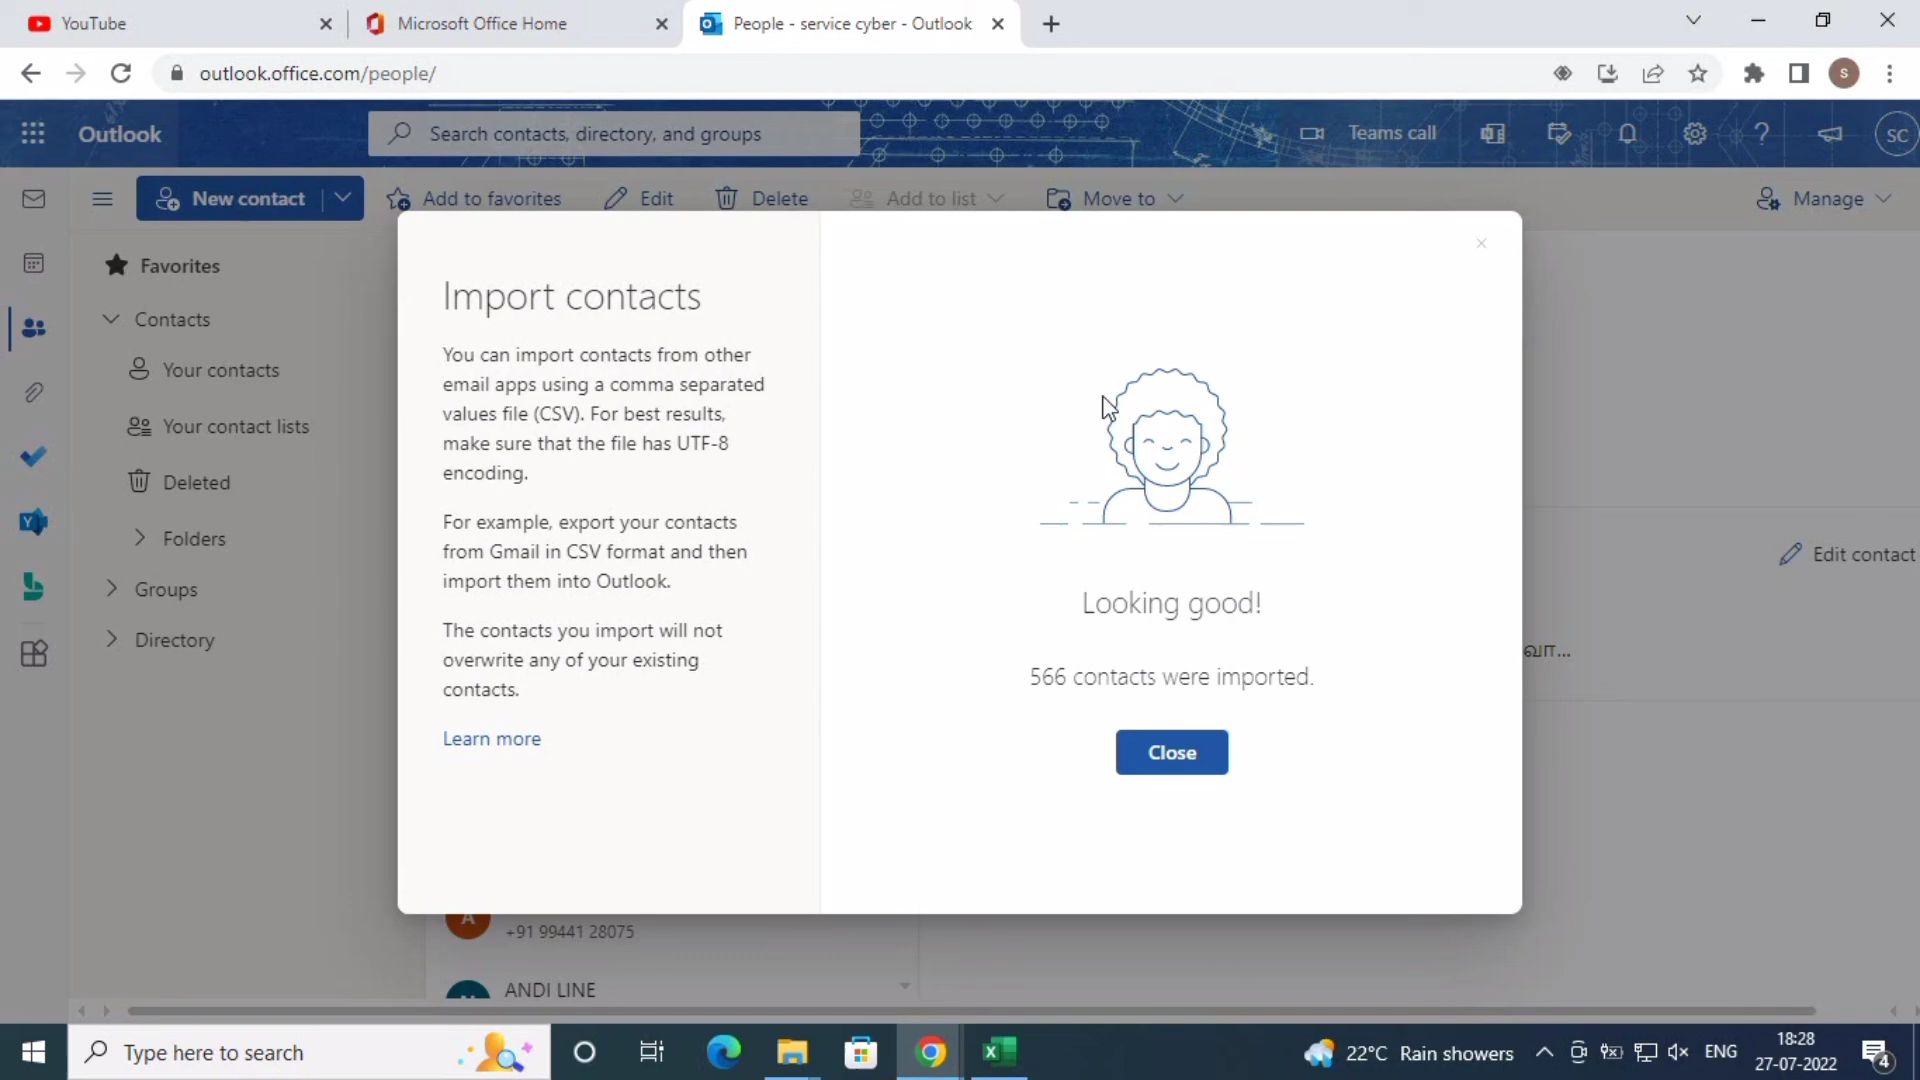 YouTube
Microsoft Office Home
People - service cyber - Outlook
outlook.office.com/people/
S
Outlook
Search contacts, directory, and groups
Teams call
SC
New contact
Add to favorites
Edit
Delete
Add to list
Move to
Manage
Favorites
Contacts
Your contacts
Your contact lists
Deleted
Folders
Groups
Directory
Import contacts
You can import contacts from other
email apps using a comma separated
values file (CSV). For best results,
make sure that the file has UTF-8
encoding.
For example, export your contacts
from Gmail in CSV format and then
import them into Outlook.
The contacts you import will not
overwrite any of your existing
contacts.
Learn more
Looking good!
566 contacts were imported.
Close
Edit contact
வா...
A
+91 99441 28075
ANDI LINE
Type here to search
22°C Rain showers
ENG
18:28
27-07-2022
4